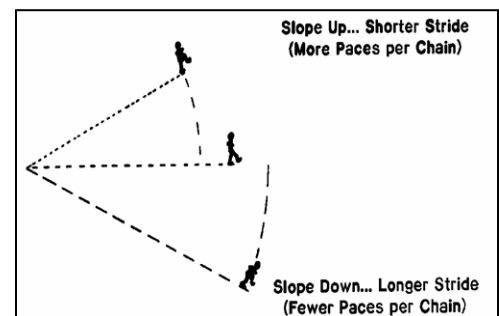 Slope Up... Shorter Stride
(More Paces per Chain)
Slope Down... Longer Stride
(Fewer Paces per Chain)